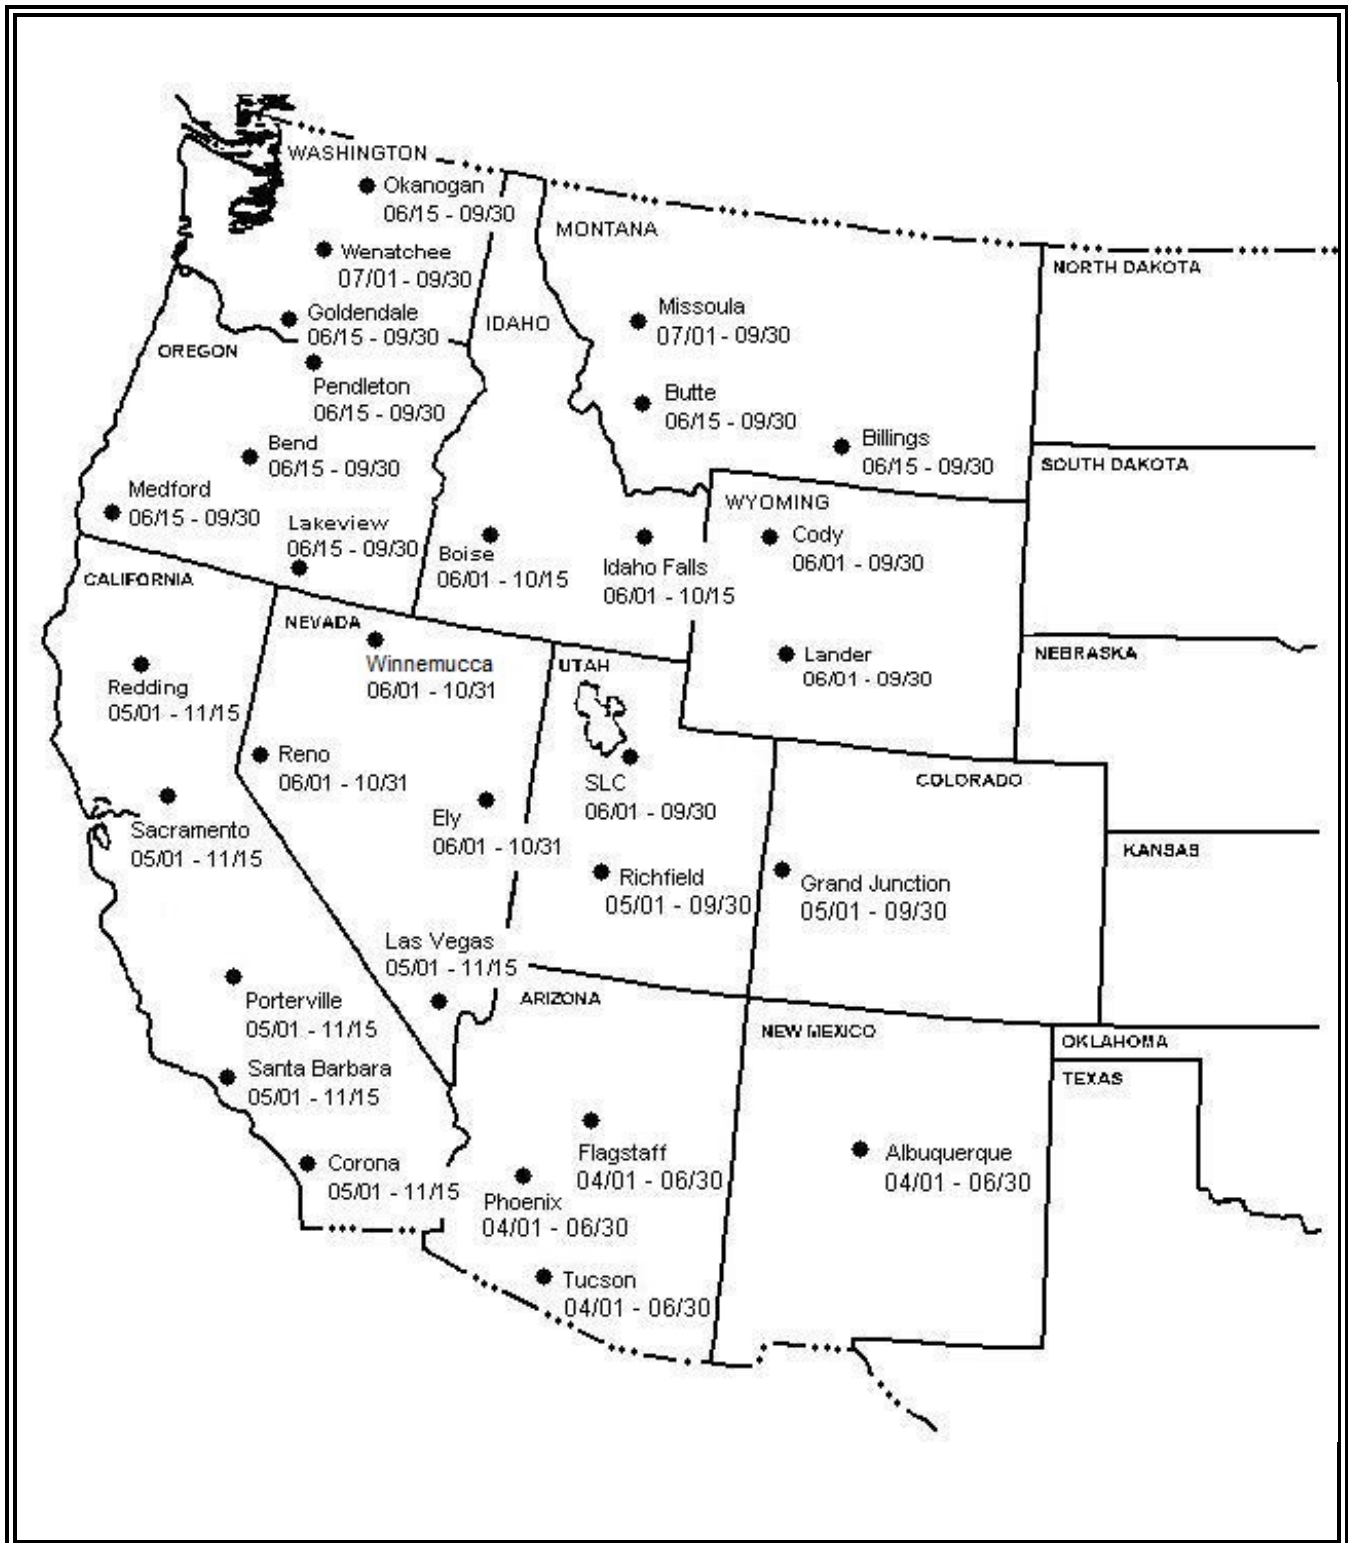 WASHINGTON
Okanogan
06/15 - 09/30
Wenatchee
07/01 - 09/30
Goldendale
06/15 - 09/30
MONTANA
Missoula
07/01 - 09/30
Butte
06/15 - 09/30
Billings
06/15 - 09/30
NORTH DAKOTA
IDAHO
OREGON
Pendleton
06/15 - 09/30
Bend
06/15 - 09/30
Medford
06/15 - 09/30
Lakeview
06/15 - 09/30
Boise
06/01 - 10/15
Idaho Falls
06/01 - 10/15
SOUTH DAKOTA
WYOMING
Cody
06/01 - 09/30
Lander
06/01 - 09/30
NEBRASKA
CALIFORNIA
Redding
05/01 - 11/15
Sacramento
05/01 - 11/15
NEVADA
Winnemucca
06/01 - 10/31
Reno
06/01 - 10/31
Ely
06/01 - 10/31
Las Vegas
05/01 - 11/15
UTAH
SLC
06/01 - 09/30
Richfield
05/01 - 09/30
COLORADO
Grand Junction
05/01 - 09/30
KANSAS
Porterville
05/01 - 11/15
Santa Barbara
05/01 - 11/15
Corona
05/01 - 11/15
ARIZONA
Flagstaff
04/01 - 06/30
Phoenix
04/01 - 06/30
Tucson
04/01 - 06/30
NEW MEXICO
Albuquerque
04/01 - 06/30
OKLAHOMA
TEXAS